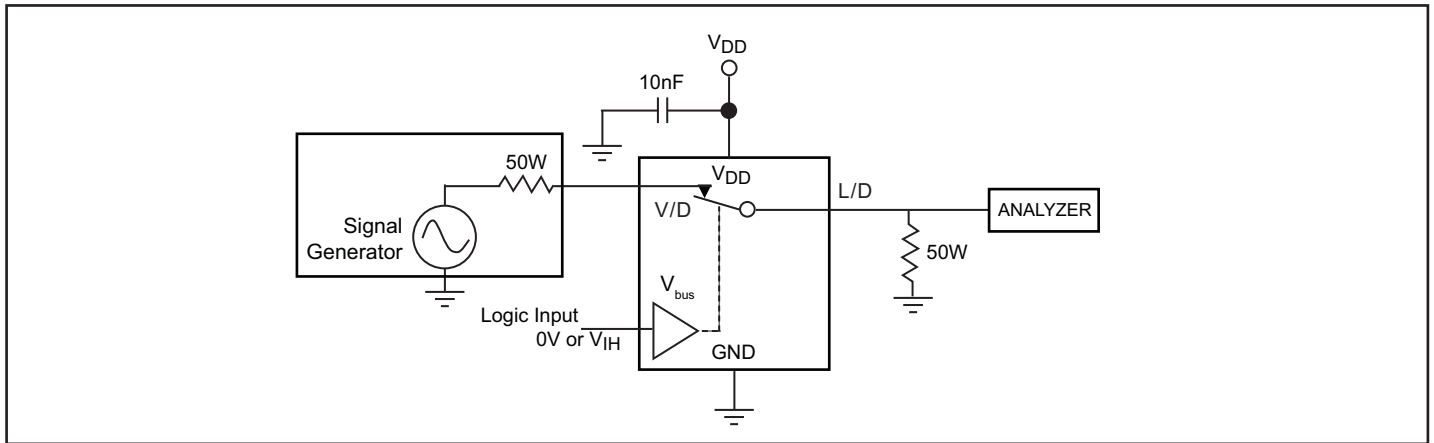 VDD
10nF
50W
VDD
L/D
V/D
ANALYZER
Signal
Generator
50W
Vbus
Logic Input
0V or VIH
GND